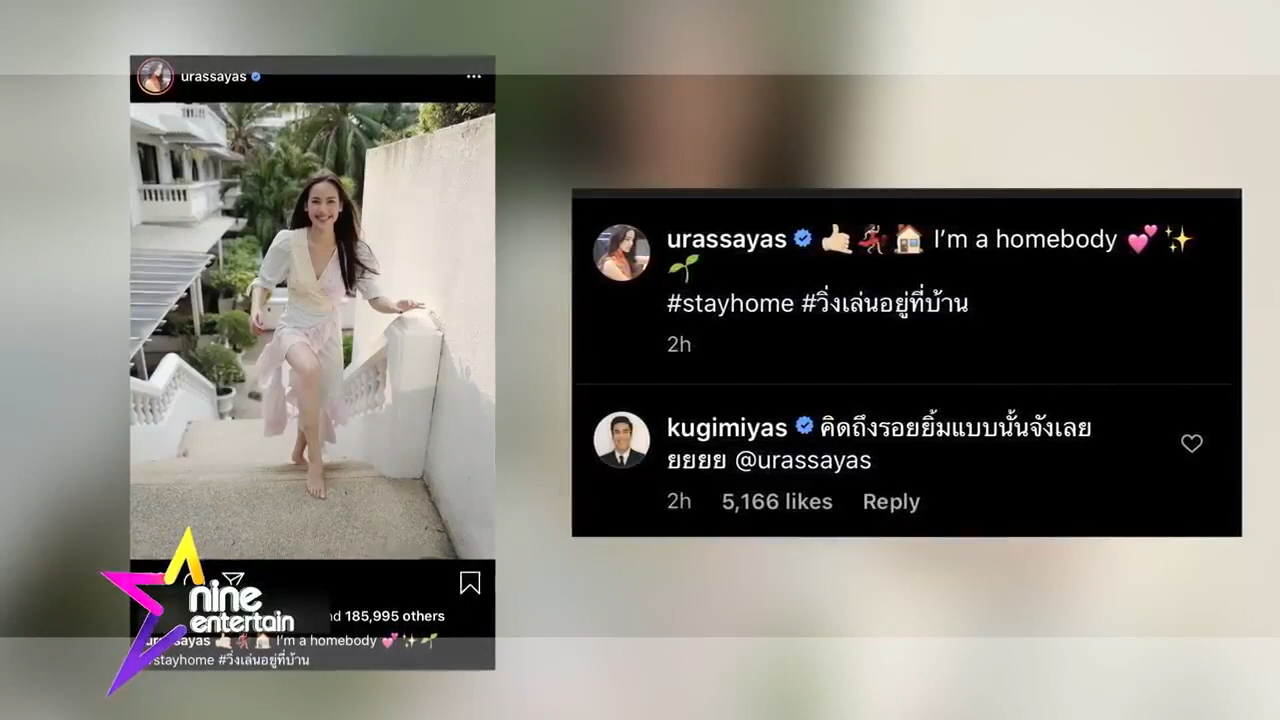 urassayas
urassayas I'm a homebody
#stayhome #วิ่งเล่นอยู่ที่บ้าน
2h
kugimiyas คิดถึงรอยยิ้มแบบนั้นจังเลย
ยยยย @urassayas
2h 5,166 likes Reply
nine
entertain
185,995 others
I'm a homebody
#วิ่งเล่นอยู่ที่บ้าน